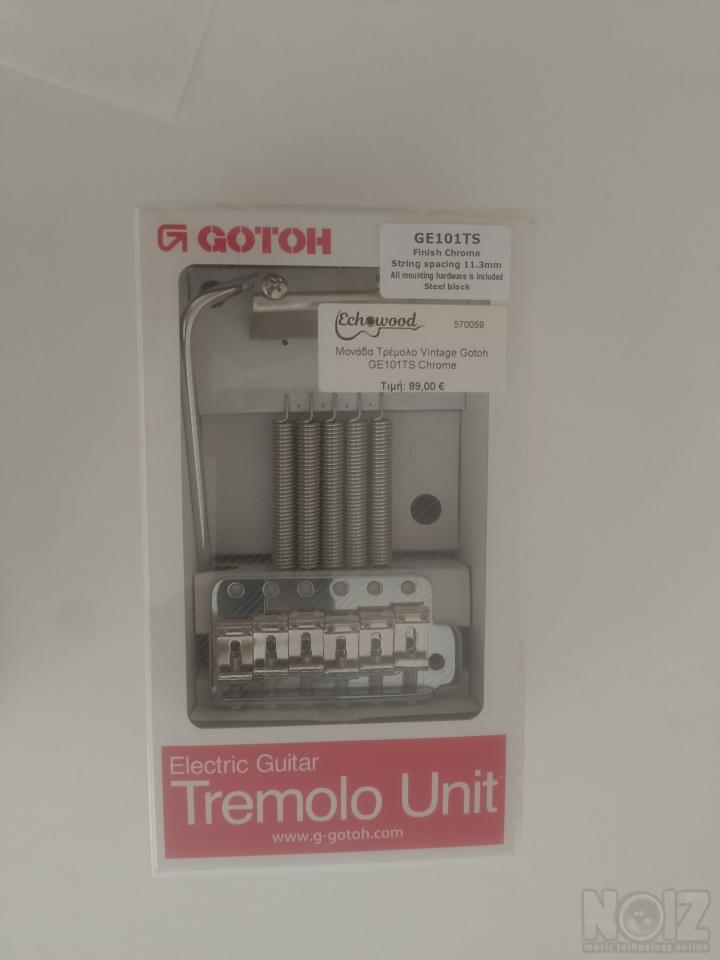 GOTOH
GE101TS
Finish Chrome
String spacing 11.3mm
All mounting hardware is included
Steel block
Echowood
570059
Μονάδα Τρέμολο Vintage Gotoh
GE101TS Chrome
Τιμή: 89,00 €
Electric Guitar
Tremolo Unit
www.g-gotoh.com
NOIZ
music technology online